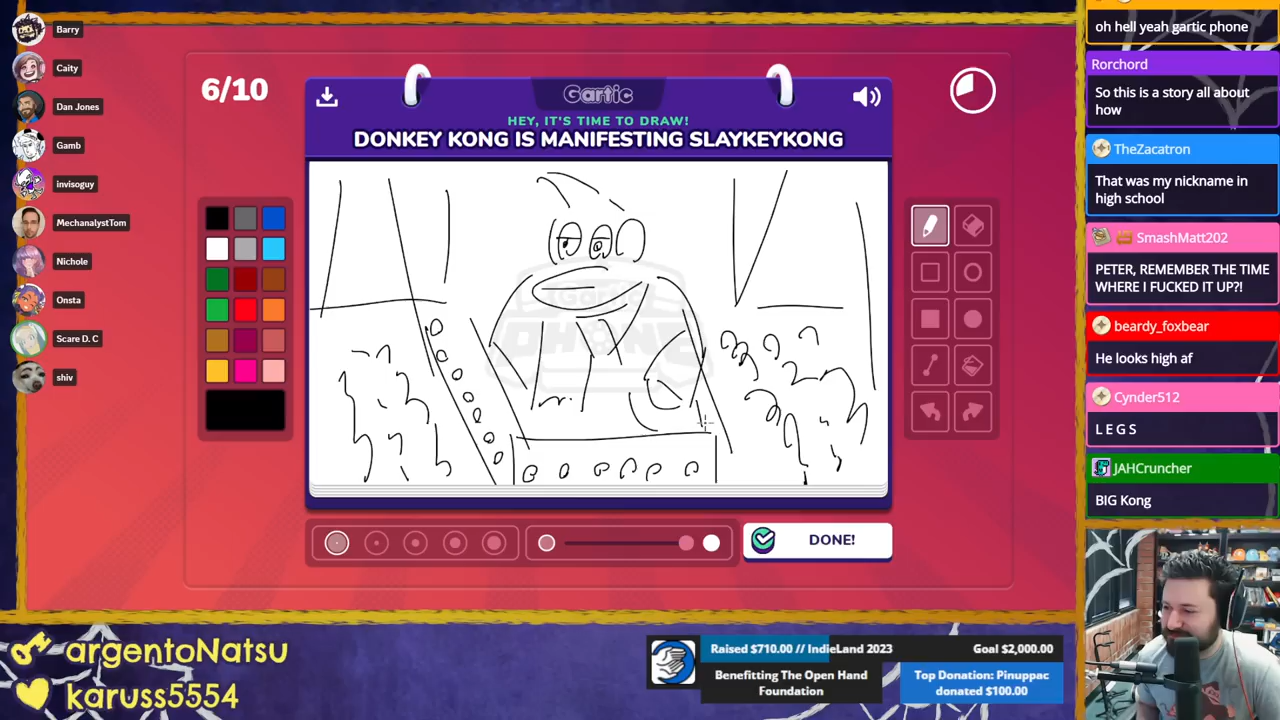 Barry
Caity
Dan Jones
Gamb
invisoguy
MechanalystTom
Nichole
Onsta
Scare D. C
shiv
6/10
Gartic
HEY, IT'S TIME TO DRAW!
DONKEY KONG IS MANIFESTING SLAYKEYKONG
Gartic
PHONE
DONE!
oh hell yeah gartic phone
Rorchord
So this is a story all about
how
TheZacatron
That was my nickname in
high school
SmashMatt202
PETER, REMEMBER THE TIME
WHERE I FUCKED IT UP?!
beardy_foxbear
He looks high af
Cynder512
L E G S
JAHCruncher
BIG Kong
argentoNatsu
karuss5554
Raised $710.00 // IndieLand 2023
Goal $2,000.00
Benefitting The Open Hand
Foundation
Top Donation: Pinuppac
donated $100.00